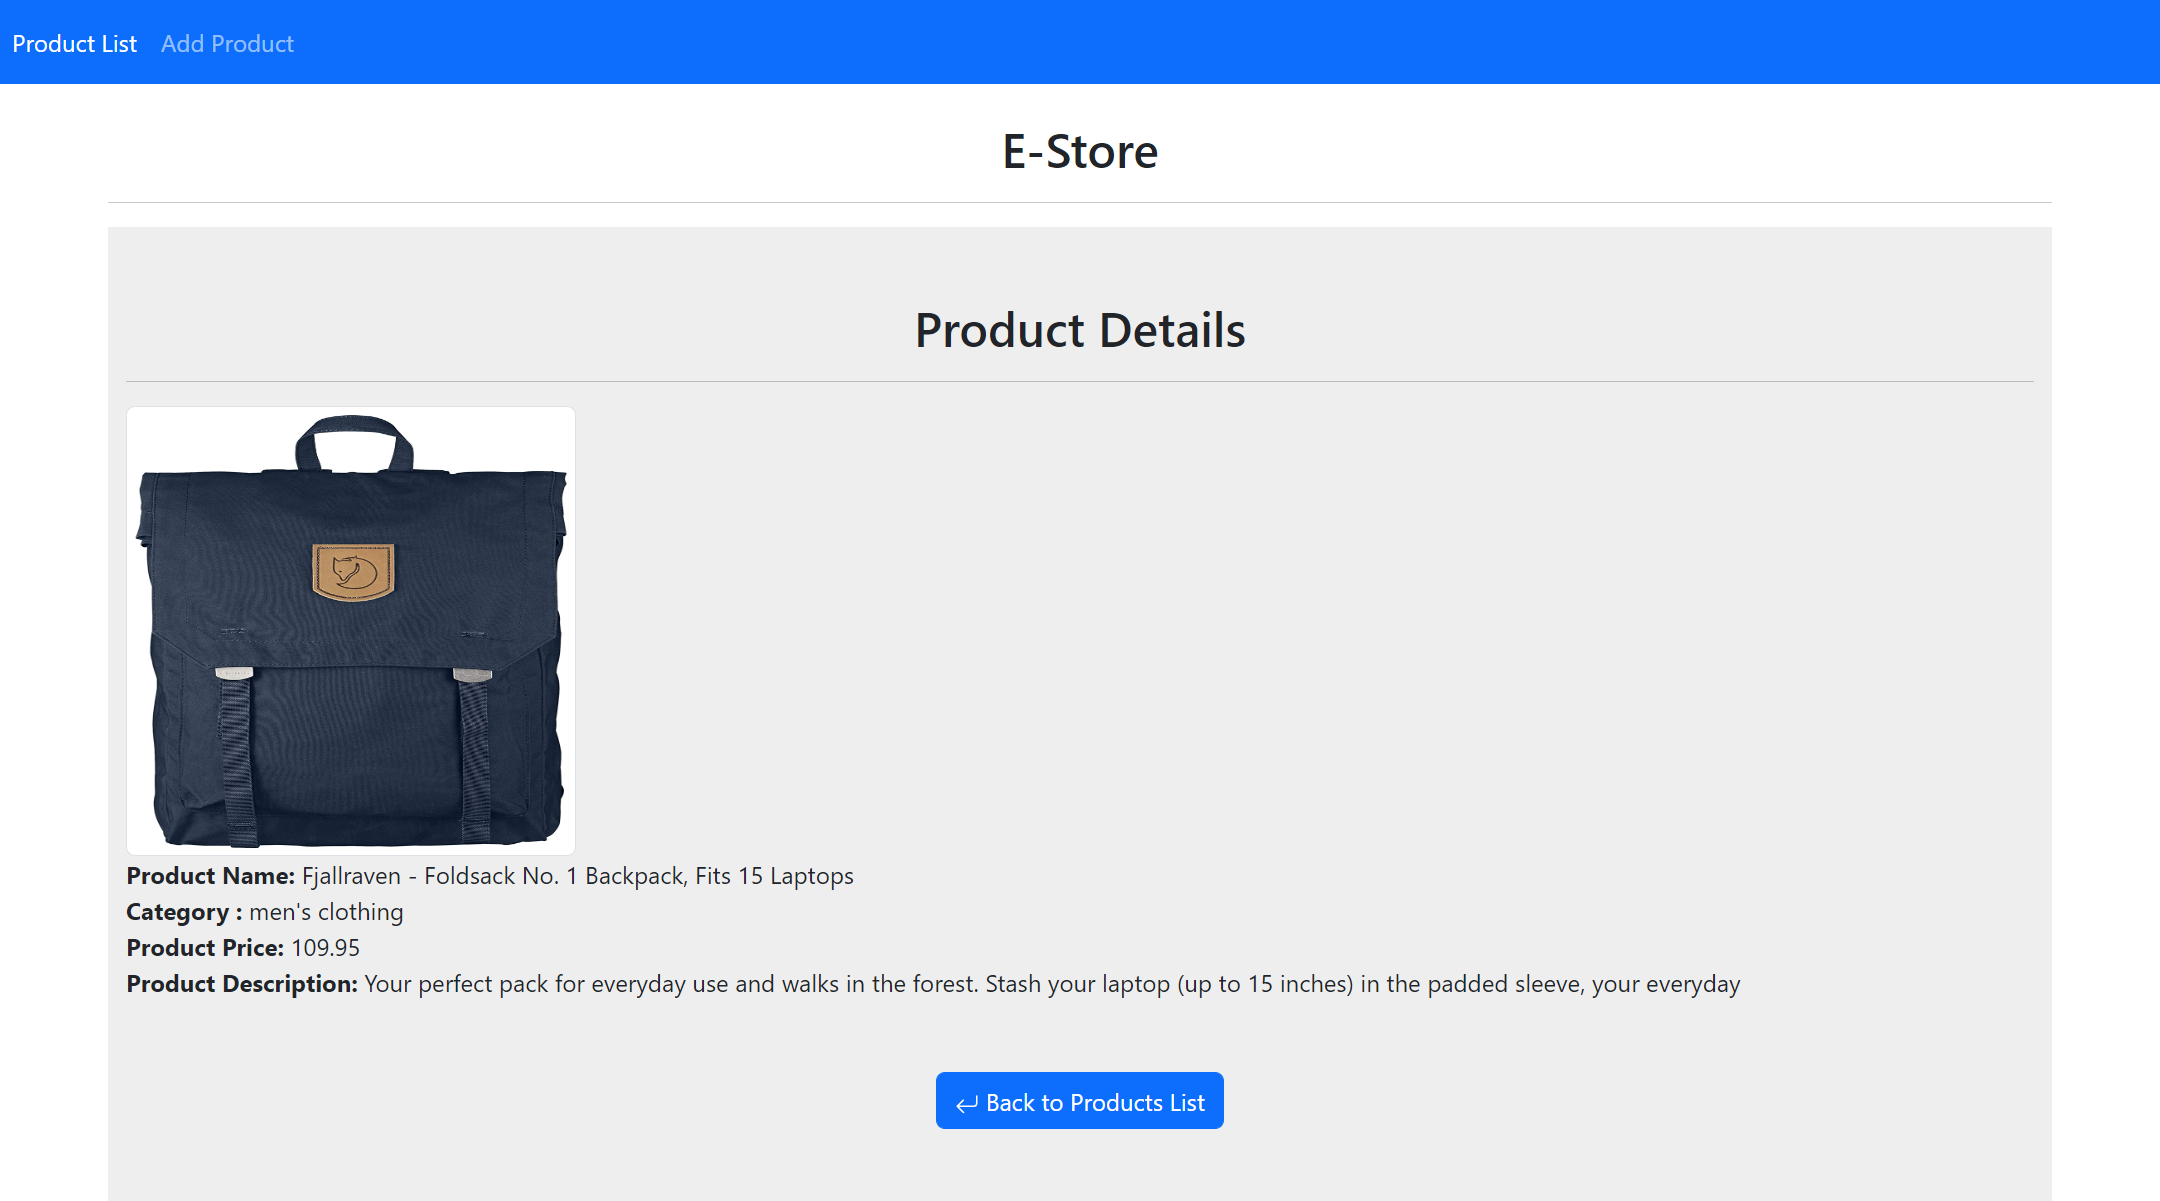 Product List Add Product
E-Store
Product Details
Product Name: Fjallraven - Foldsack No. 1 Backpack, Fits 15 Laptops
Category : men's clothing
Product Price: 109.95
Product Description: Your perfect pack for everyday use and walks in the forest. Stash your laptop (up to 15 inches) in the padded sleeve, your everyday
Back to Products List